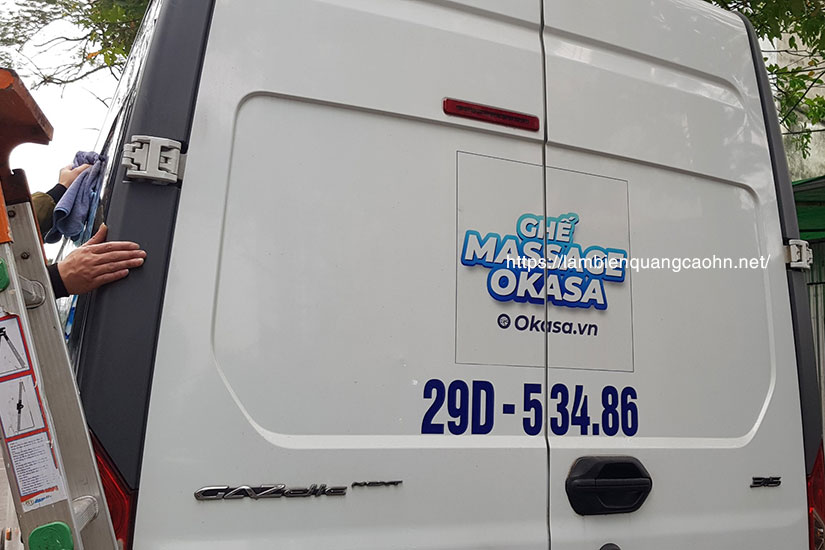 GHẾ
MASSAGE
https://lambienquangcaohn.net/
OKASA
Okasa.vn
29D-534.86
GAZelle